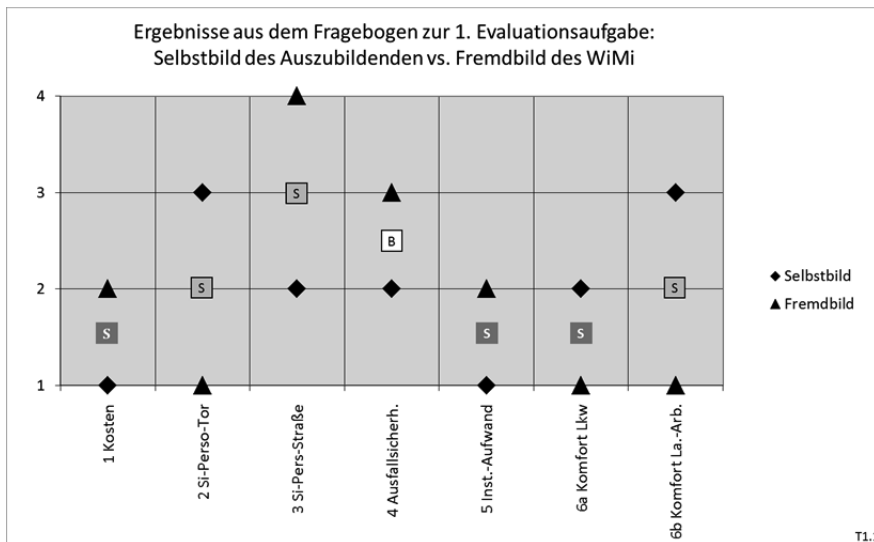 Ergebnisse aus dem Fragebogen zur 1. Evaluationsaufgabe:
Selbstbild des Auszubildenden vs. Fremdbild des WiMi
4
3
2
1
S
S
S
B
S
S
S
1 Kosten
2 Si-Perso-Tor
3 Si-Pers-Straße
4 Ausfallsicherh.
5 Inst.-Aufwand
6a Komfort Lkw
6b Komfort La.-Arb.
Selbstbild
Fremdbild